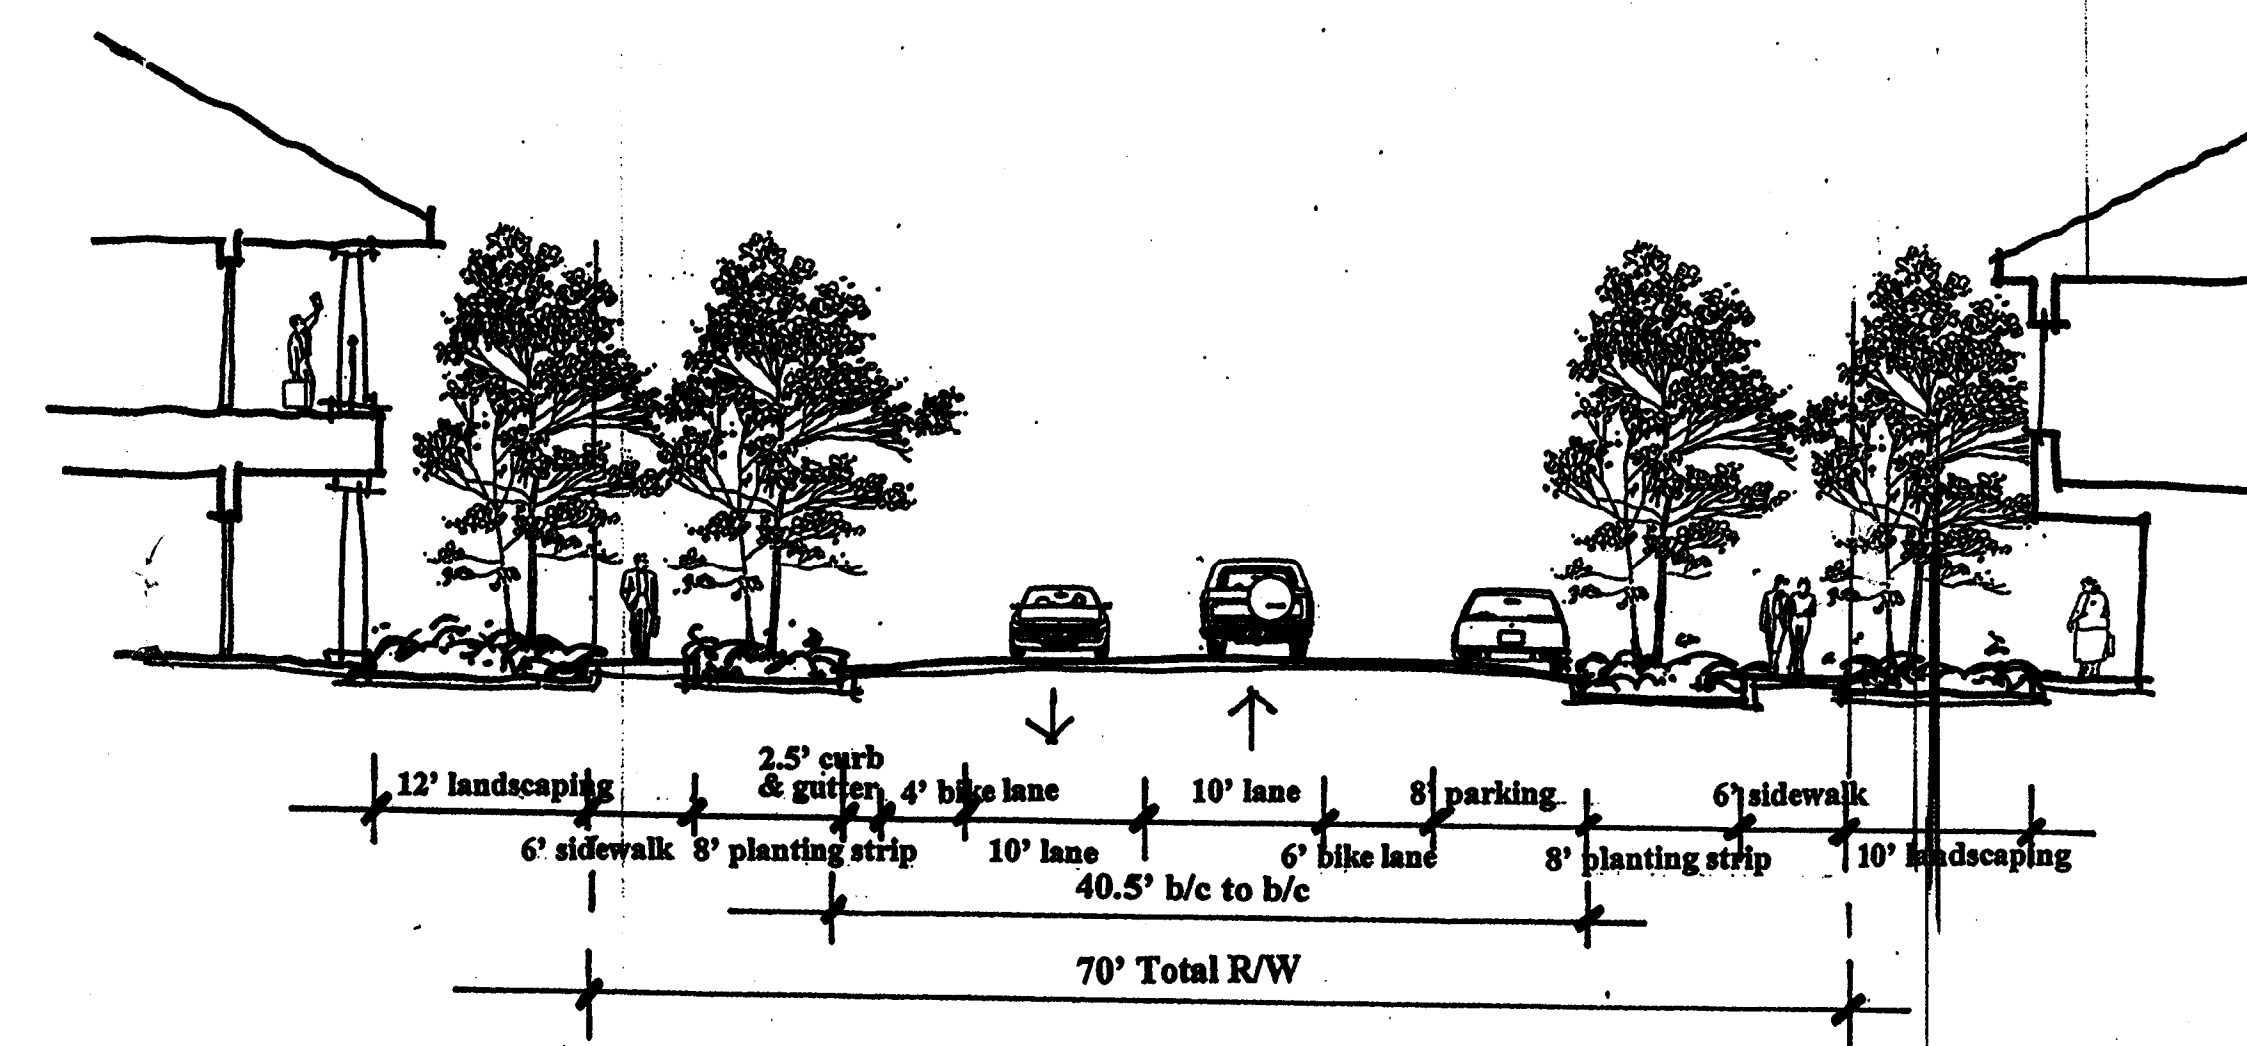 2.5’ curb
& gutter
12’ landscaping
4’ bike lane
10’ lane
8’ parking
6’ sidewalk
6’ sidewalk
8’ planting strip
10’ lane
6’ bike lane
8’ planting strip
10’ landscaping
40.5’ b/c to b/c
70’ Total R/W